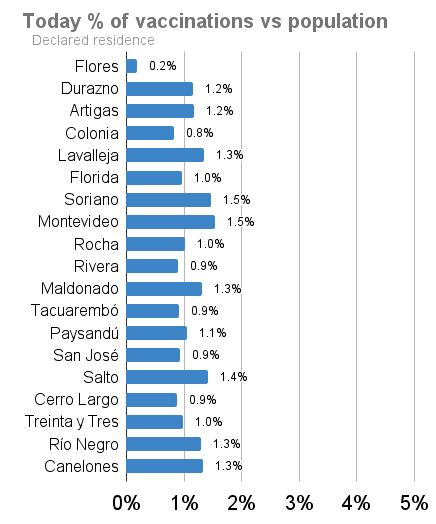 Today % of vaccinations vs population
Declared residence
Flores 0.2%
Durazno 1.2%
Artigas 1.2%
Colonia 0.8%
Lavalleja 1.3%
Florida 1.0%
Soriano 1.5%
Montevideo 1.5%
Rocha 1.0%
Rivera 0.9%
Maldonado 1.3%
Tacuarembó 0.9%
Paysandú 1.1%
San José 0.9%
Salto 1.4%
Cerro Largo 0.9%
Treinta y Tres 1.0%
Río Negro 1.3%
Canelones 1.3%
0% 1% 2% 3% 4% 5%